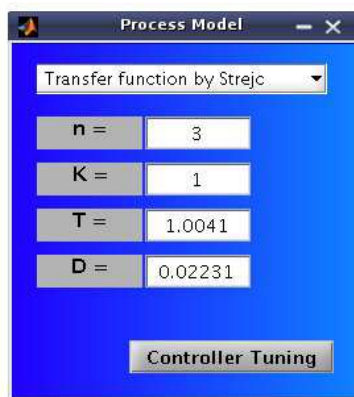 Process Model
Transfer function by Strejc
n = 3
K = 1
T = 1.0041
D = 0.02231
Controller Tuning